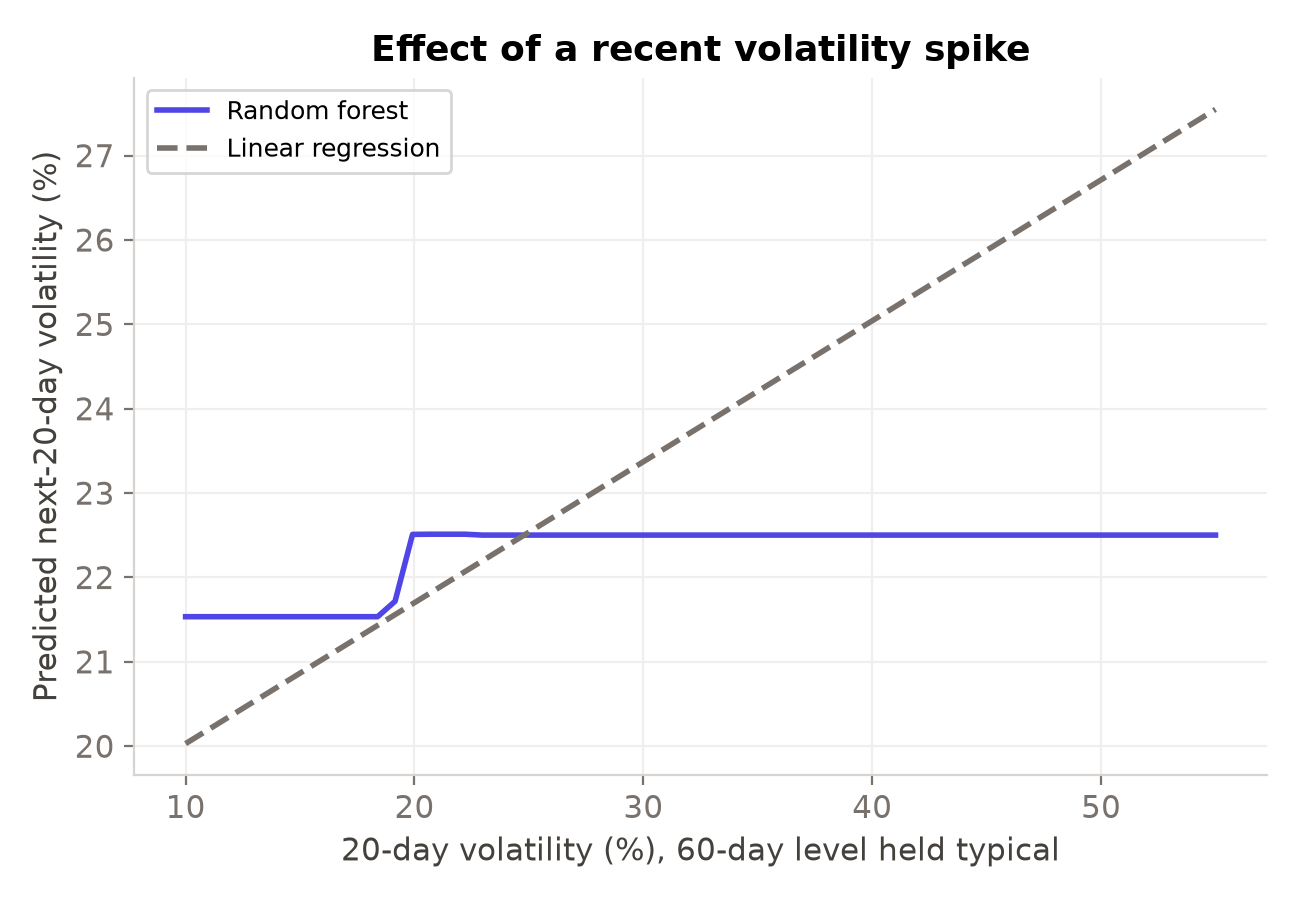 Effect of a recent volatility spike
Random forest
Linear regression
Predicted next-20-day volatility (%)
27
26
25
24
23
22
21
20
10 20 30 40 50
20-day volatility (%), 60-day level held typical